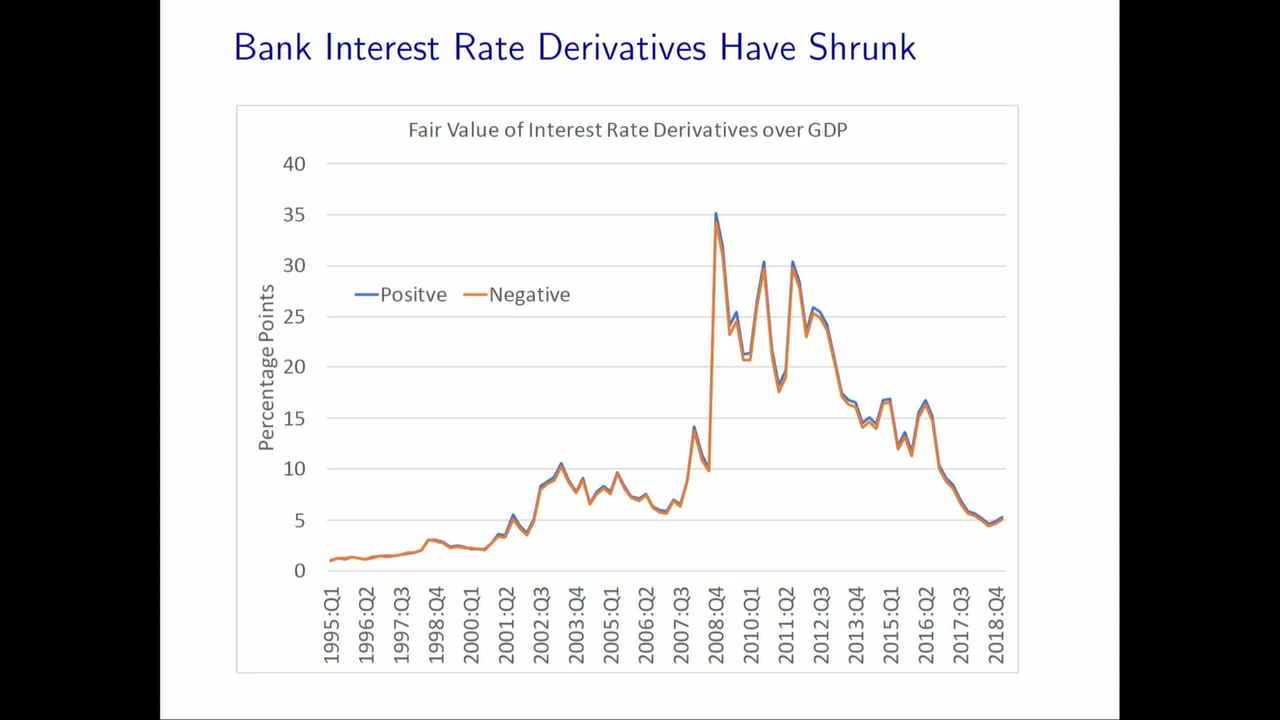 Bank Interest Rate Derivatives Have Shrunk
Fair Value of Interest Rate Derivatives over GDP
40
35
30
25
20
15
10
5
0
Percentage Points
Positve
Negative
1995:Q1
1996:Q2
1997:Q3
1998:Q4
2000:Q1
2001:Q2
2002:Q3
2003:Q4
2005:Q1
2006:Q2
2007:Q3
2008:Q4
2010:Q1
2011:Q2
2012:Q3
2013:Q4
2015:Q1
2016:Q2
2017:Q3
2018:Q4